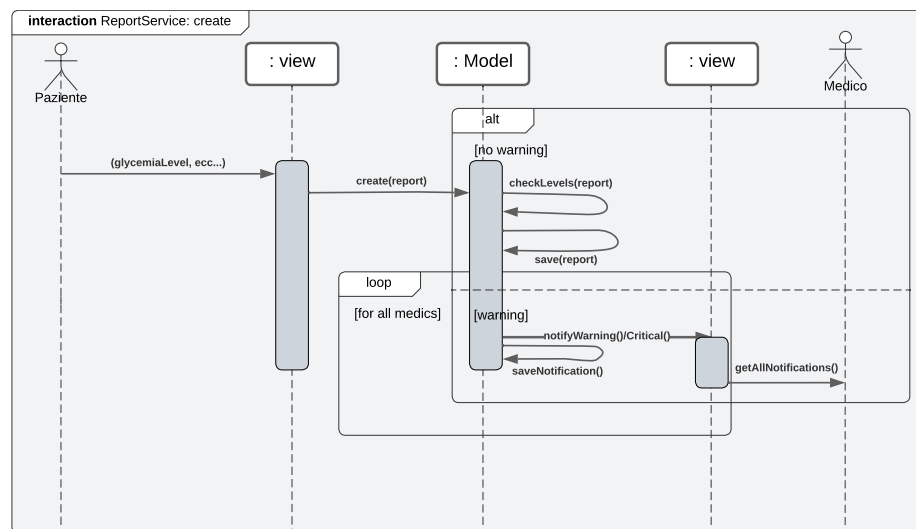 interaction ReportService: create
Paziente
: view
: Model
: view
Medico
alt
[no warning]
(glycemiaLevel, ecc...)
create(report)
checkLevels(report)
save(report)
loop
[for all medics]
[warning]
notifyWarning()/Critical()
saveNotification()
getAllNotifications()